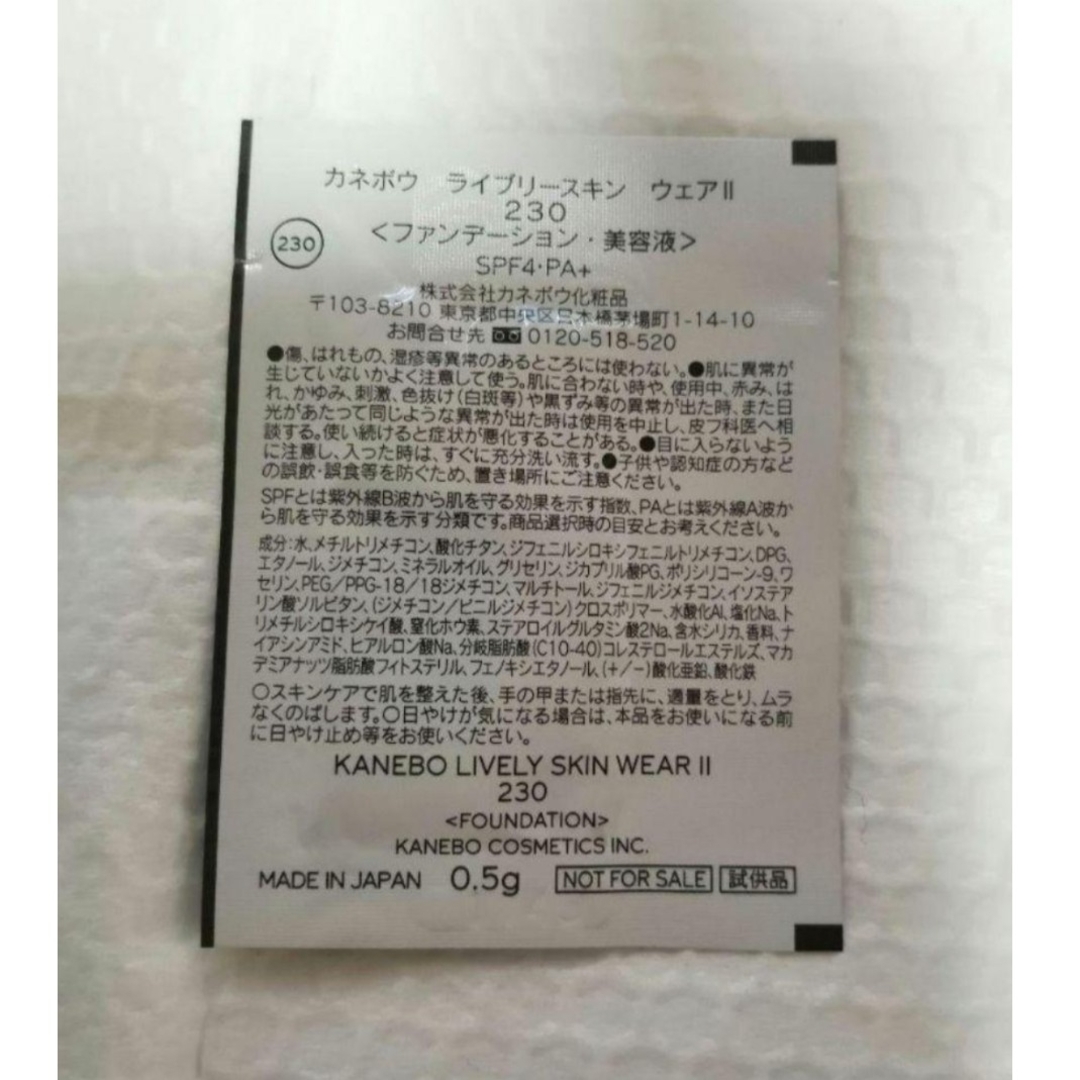 カネボウ ライブリースキン ウェアⅡ
230
230
<ファンデーション・美容液>
SPF4・PA+
株式会社カネボウ化粧品
〒103-8210 東京都中央区日本橋茅場町1-14-10
お問合せ先 0120-518-520
●傷、はれもの、湿疹等異常のあるところには使わない。●肌に異常が
生じていないかよく注意して使う。肌に合わない時や、使用中、赤み、は
れ、かゆみ、刺激、色抜け(白斑等)や黒ずみ等の異常が出た時、また日
光があたって同じような異常が出た時は使用を中止し、皮フ科医へ相
談する。使い続けると症状が悪化することがある。●目に入らないよう
に注意し、入った時は、すぐに充分洗い流す。●子供や認知症の方など
の誤飲・誤食等を防ぐため、置き場所にご注意ください。
SPFとは紫外線B波から肌を守る効果を示す指数、PAとは紫外線A波か
ら肌を守る効果を示す分類です。商品選択時の目安とお考えください。
成分:水、メチルトリメチコン、酸化チタン、ジフェニルシロキシフェニルトリメチコン、DPG、
エタノール、ジメチコン、ミネラルオイル、グリセリン、ジカプリル酸PG、ポリシリコーン-9、ワ
セリン、PEG/PPG-18/18ジメチコン、マルチトール、ジフェニルジメチコン、イソステア
リン酸ソルビタン、(ジメチコン/ビニルジメチコン)クロスポリマー、水酸化Al、塩化Na、ト
リメチルシロキシケイ酸、窒化ホウ素、ステアロイルグルタミン酸2Na、含水シリカ、香料、ナ
イアシンアミド、ヒアルロン酸Na、分岐脂肪酸(C10-40)コレステロールエステルズ、マカ
デミアナッツ脂肪酸フィトステリル、フェノキシエタノール、(+/-)酸化亜鉛、酸化鉄
○スキンケアで肌を整えた後、手の甲または指先に、適量をとり、ムラ
なくのばします。○日やけが気になる場合は、本品をお使いになる前
に日やけ止め等をお使いください。
KANEBO LIVELY SKIN WEAR II
230
<FOUNDATION>
KANEBO COSMETICS INC.
MADE IN JAPAN 0.5g NOT FOR SALE 試供品